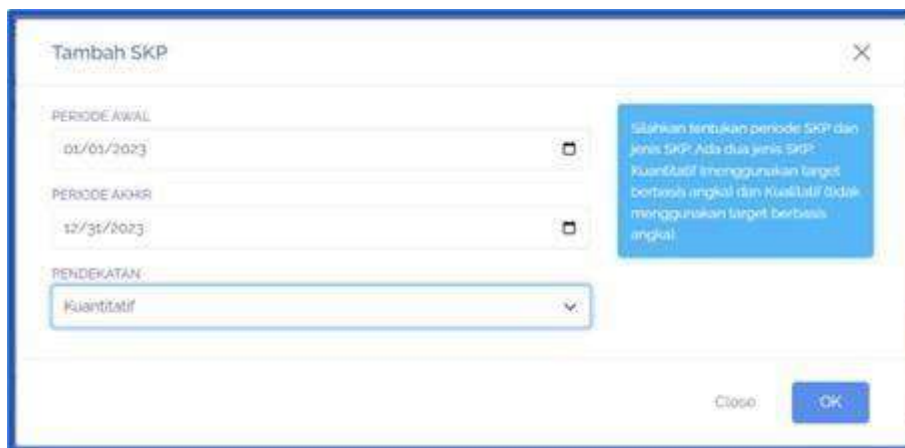 Tambah SKP
PERIODE AWAL
01/01/2023
PERIODE AKHIR
12/31/2023
PENDEKATAN
Kuantitatif
Silahkan tentukan periode SKP dan
jenis SKP. Ada dua jenis SKP:
Kuantitatif (menggunakan target
berbasis angka) dan Kualitatif (tidak
menggunakan target berbasis
angka).
Close
OK